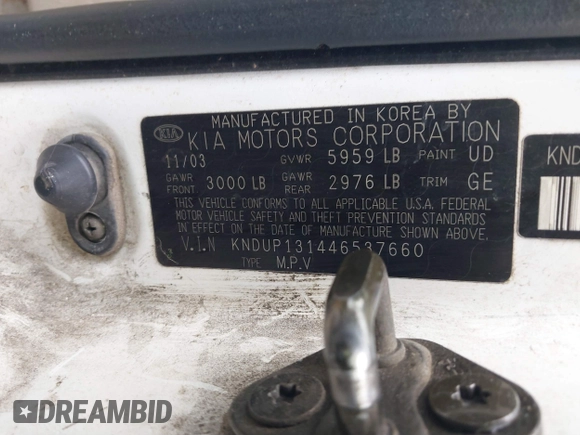 MANUFACTURED IN KOREA BY
KIA KIA MOTORS CORPORATION
11/03 GVWR 5959 LB PAINT UD
GAWR FRONT 3000 LB GAWR REAR 2976 LB TRIM GE
THIS VEHICLE CONFORMS TO ALL APPLICABLE U.S.A. FEDERAL
MOTOR VEHICLE SAFETY AND THEFT PREVENTION STANDARDS
IN EFFECT ON THE DATE OF MANUFACTURE SHOWN ABOVE.
V.I.N KNDUP131446537660
TYPE M.P.V
KND
DREAMBID